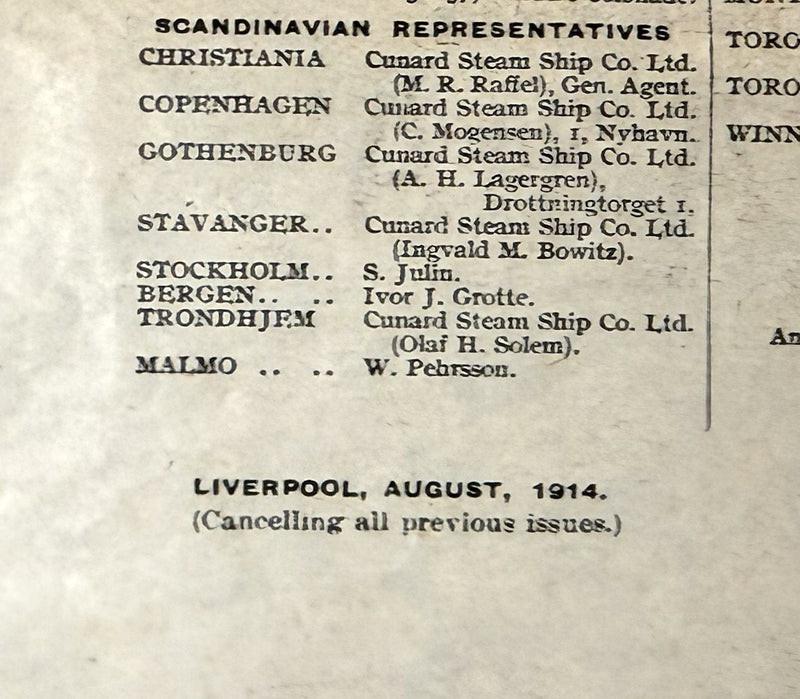 SCANDINAVIAN REPRESENTATIVES
CHRISTIANIA Cunard Steam Ship Co. Ltd.
(M. R. Raffel), Gen. Agent.
COPENHAGEN Cunard Steam Ship Co. Ltd.
(C. Mogensen), 1, Nyhavn.
GOTHENBURG Cunard Steam Ship Co. Ltd.
(A. H. Lagergren),
Drottningtorget 1.
STAVANGER.. Cunard Steam Ship Co. Ltd.
(Ingvald M. Bowitz).
STOCKHOLM.. S. Julin.
BERGEN.. .. Ivor J. Grotte.
TRONDHJEM Cunard Steam Ship Co. Ltd.
(Olaf H. Solem).
MALMO .. .. W. Pehrsson.
LIVERPOOL, AUGUST, 1914.
(Cancelling all previous issues.)
TORO
TORO
WINN
An